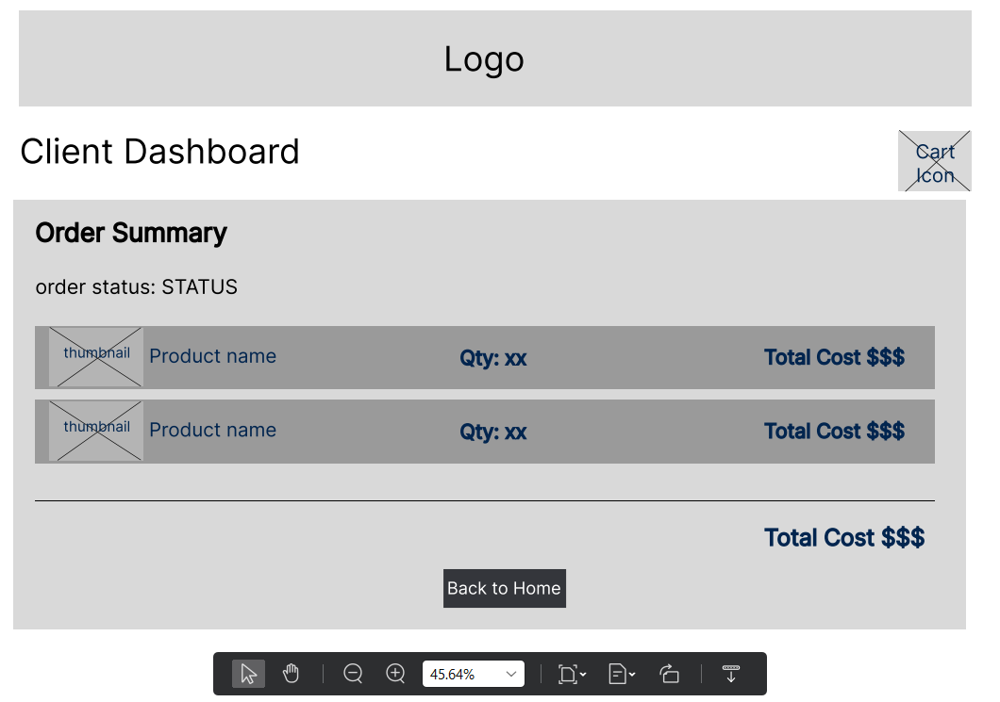 Logo
Client Dashboard
Cart
Icon
Order Summary
order status: STATUS
thumbnail Product name Qty: xx Total Cost $$$
thumbnail Product name Qty: xx Total Cost $$$
Total Cost $$$
Back to Home
45.64%